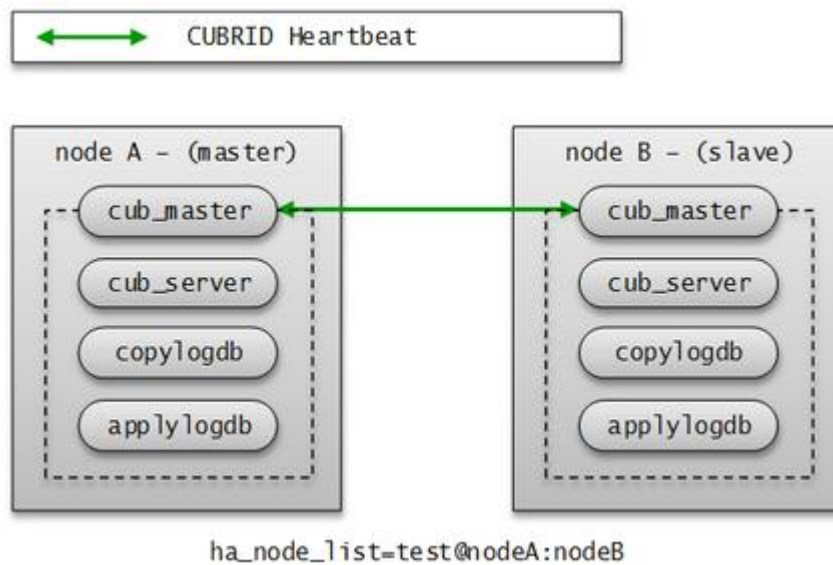 CUBRID Heartbeat
node A – (master)
cub_master
cub_server
copylogdb
applylogdb
node B – (slave)
cub_master
cub_server
copylogdb
applylogdb
ha_node_list=test@nodeA:nodeB